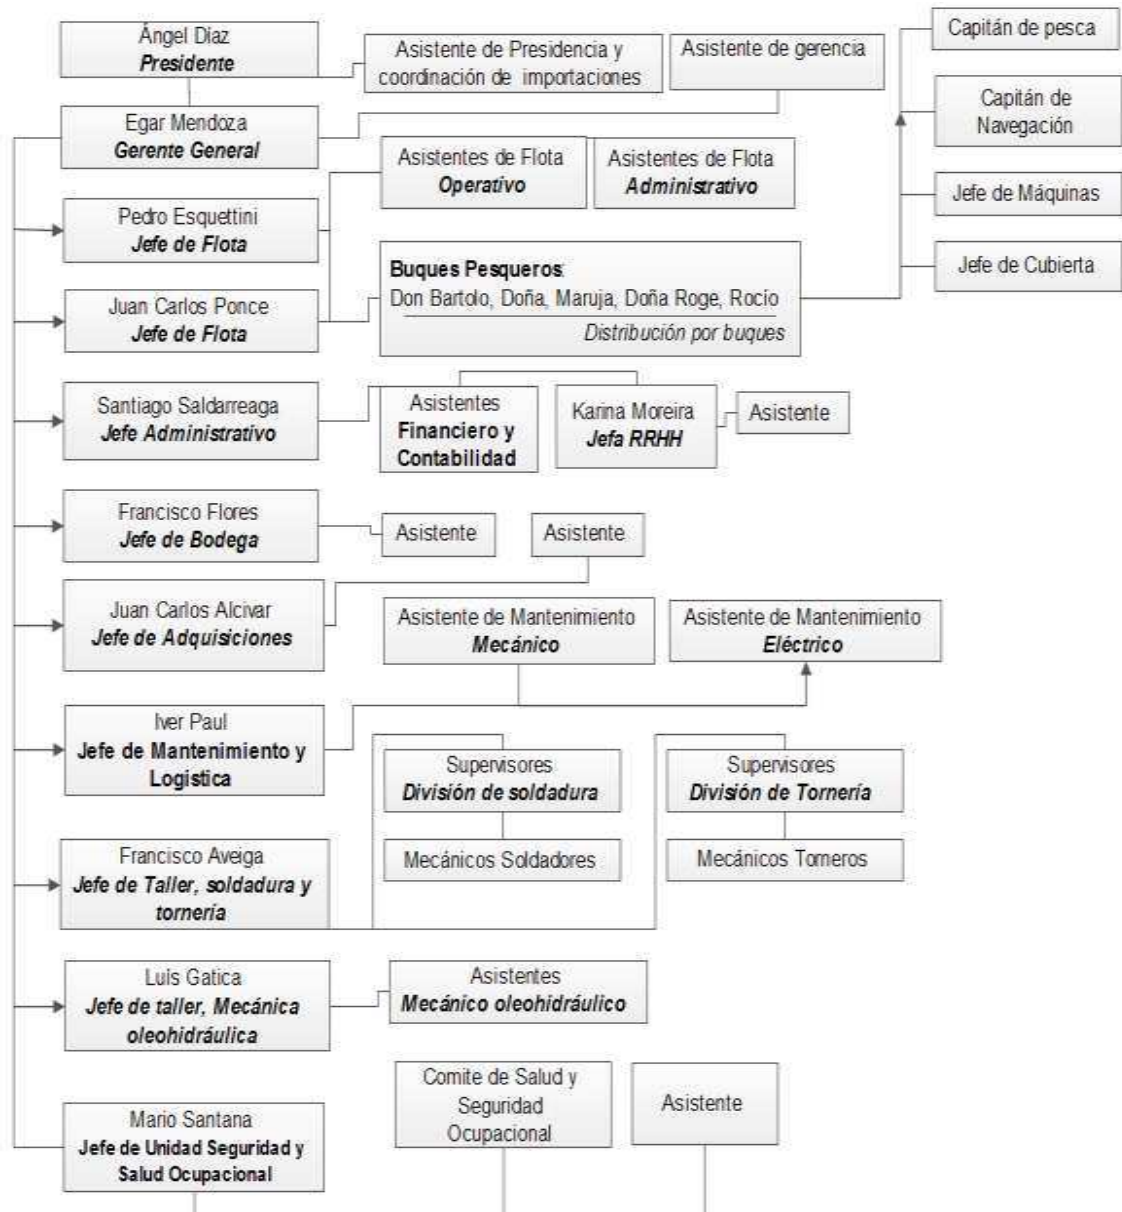 Ángel Díaz
Presidente
Asistente de Presidencia y
coordinación de importaciones
Asistente de gerencia
Capitán de pesca
Capitán de
Navegación
Jefe de Máquinas
Jefe de Cubierta
Egar Mendoza
Gerente General
Asistentes de Flota
Operativo
Asistentes de Flota
Administrativo
Pedro Esquettini
Jefe de Flota
Juan Carlos Ponce
Jefe de Flota
Buques Pesqueros:
Don Bartolo, Doña, Maruja, Doña Roge, Rocio
Distribución por buques
Santiago Saldarreaga
Jefe Administrativo
Asistentes
Financiero y
Contabilidad
Karina Moreira
Jefa RRHH
Asistente
Francisco Flores
Jefe de Bodega
Asistente
Asistente
Juan Carlos Alcivar
Jefe de Adquisiciones
Asistente de Mantenimiento
Mecánico
Asistente de Mantenimiento
Eléctrico
Iver Paul
Jefe de Mantenimiento y
Logística
Supervisores
División de soldadura
Supervisores
División de Tornería
Mecánicos Soldadores
Mecánicos Torneros
Francisco Aveiga
Jefe de Taller, soldadura y
tornería
Luis Gatica
Jefe de taller, Mecánica
oleohidráulica
Asistentes
Mecánico oleohidráulico
Comite de Salud y
Seguridad
Ocupacional
Asistente
Mario Santana
Jefe de Unidad Seguridad y
Salud Ocupacional